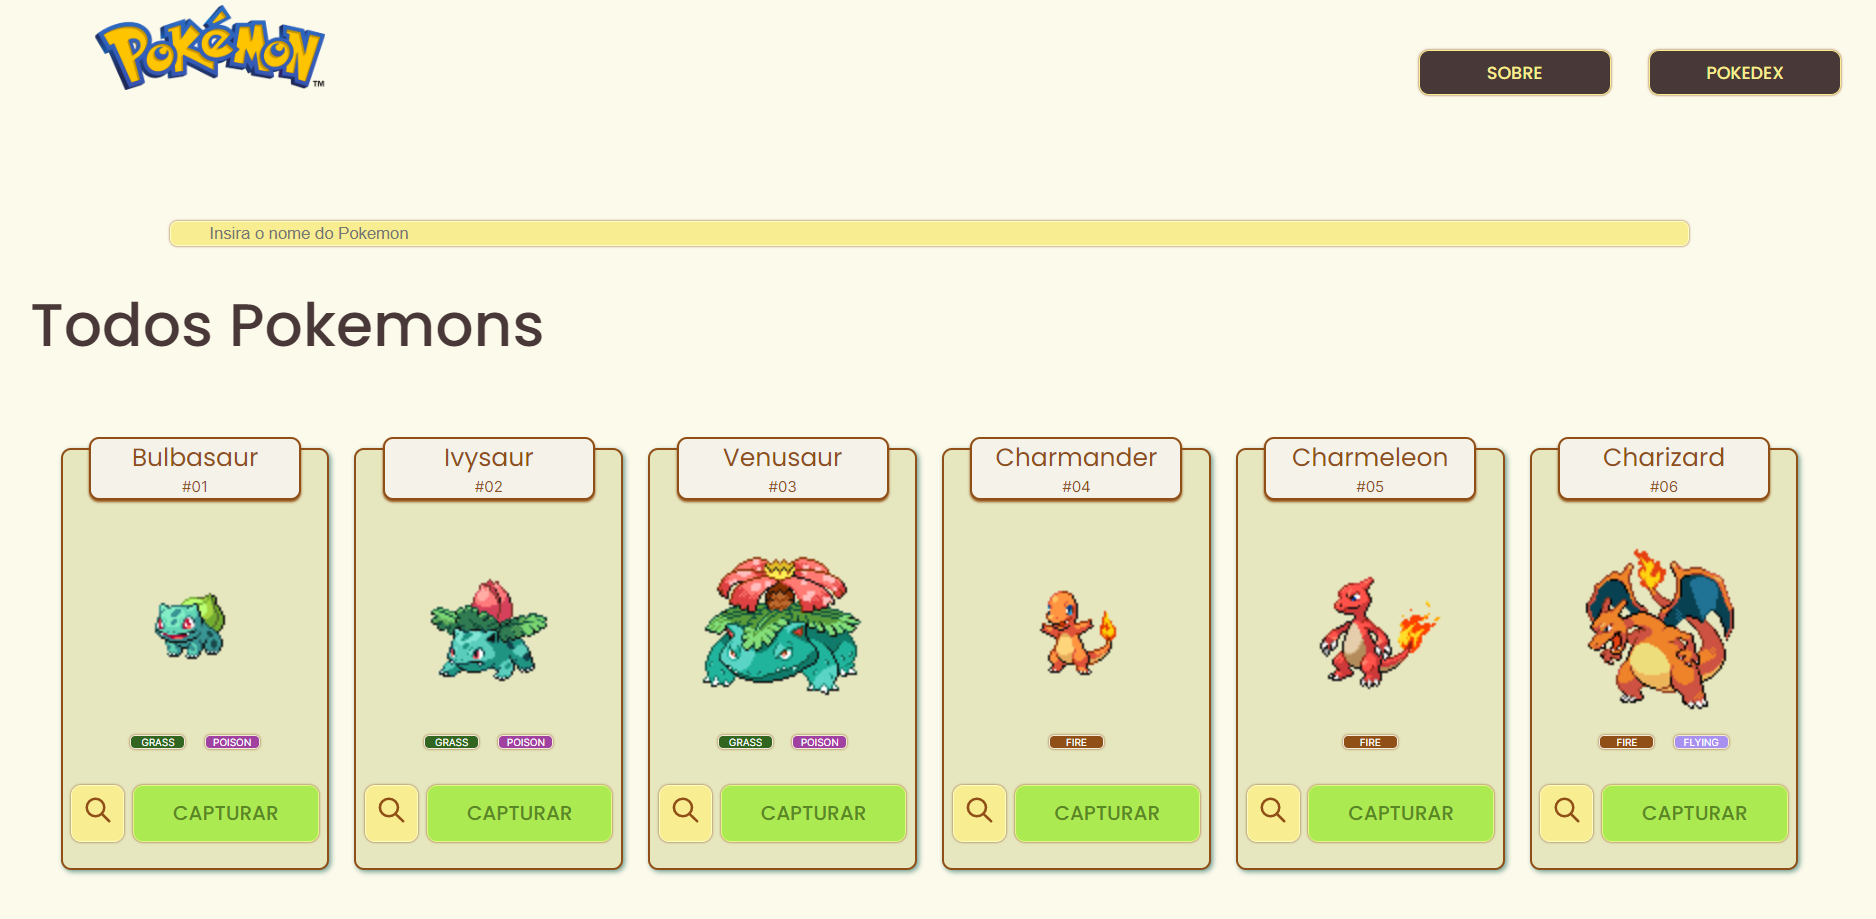 Pokémon TM
SOBRE
POKEDEX
Insira o nome do Pokemon
Todos Pokemons
Bulbasaur
#01
GRASS POISON
CAPTURAR
Ivysaur
#02
GRASS POISON
CAPTURAR
Venusaur
#03
GRASS POISON
CAPTURAR
Charmander
#04
FIRE
CAPTURAR
Charmeleon
#05
FIRE
CAPTURAR
Charizard
#06
FIRE FLYING
CAPTURAR